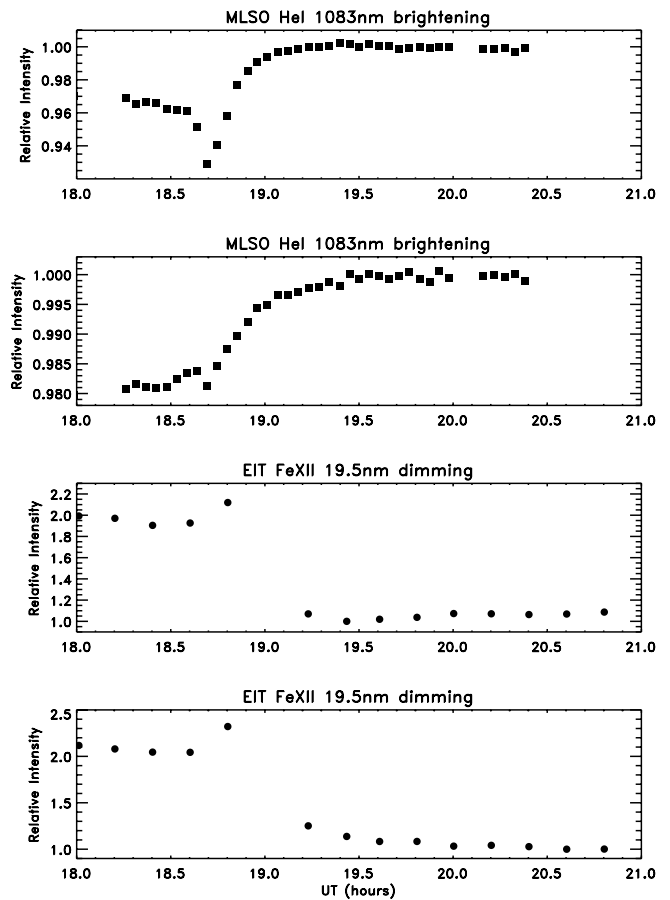 MLSO HeI 1083nm brightening
Relative Intensity
1.00
0.98
0.96
0.94
18.0 18.5 19.0 19.5 20.0 20.5 21.0
MLSO HeI 1083nm brightening
Relative Intensity
1.000
0.995
0.990
0.985
0.980
18.0 18.5 19.0 19.5 20.0 20.5 21.0
EIT FeXII 19.5nm dimming
Relative Intensity
2.2
2.0
1.8
1.6
1.4
1.2
1.0
18.0 18.5 19.0 19.5 20.0 20.5 21.0
EIT FeXII 19.5nm dimming
Relative Intensity
2.5
2.0
1.5
1.0
18.0 18.5 19.0 19.5 20.0 20.5 21.0
UT (hours)